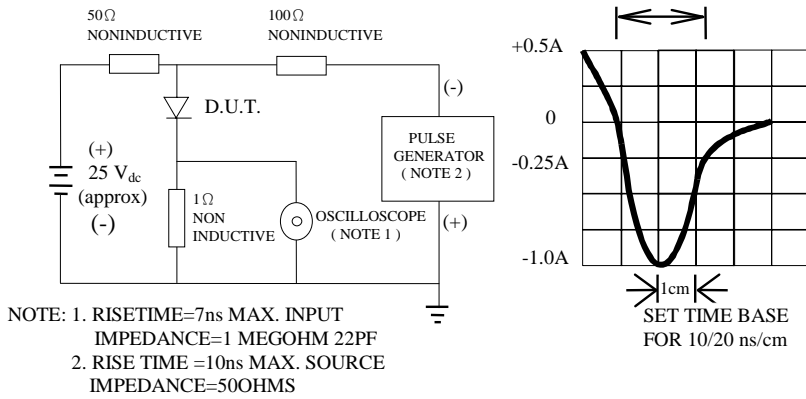 50Ω
NONINDUCTIVE
100Ω
NONINDUCTIVE
D.U.T.
(+)
25 Vdc
(approx)
(-)
1Ω
NON
INDUCTIVE
OSCILLOSCOPE
( NOTE 1 )
(-)
PULSE
GENERATOR
( NOTE 2 )
(+)
NOTE: 1. RISETIME=7ns MAX. INPUT
IMPEDANCE=1 MEGOHM 22PF
2. RISE TIME =10ns MAX. SOURCE
IMPEDANCE=50OHMS
+0.5A
0
-0.25A
-1.0A
1cm
SET TIME BASE
FOR 10/20 ns/cm